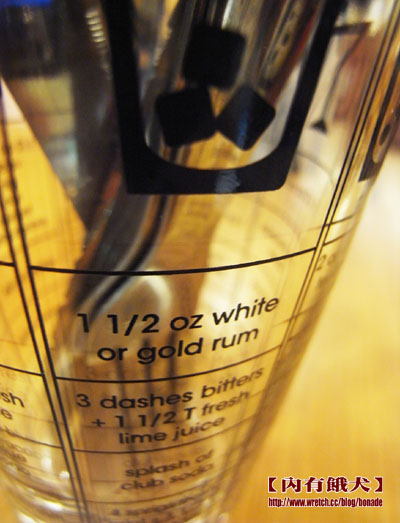 1 1/2 oz white
or gold rum
3 dashes bitters
+ 1 1/2 T fresh
lime juice
splash of
club soda
【內有餓犬】
http://www.wretch.cc/blog/bonade